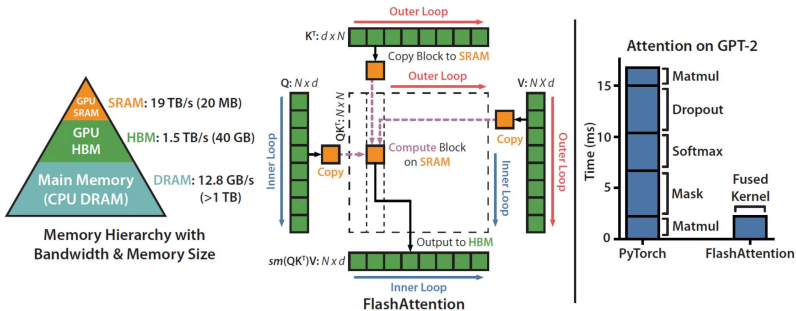 GPU
SRAM
SRAM: 19 TB/s (20 MB)
GPU
HBM
HBM: 1.5 TB/s (40 GB)
Main Memory
(CPU DRAM)
DRAM: 12.8 GB/s
(>1 TB)
Memory Hierarchy with
Bandwidth & Memory Size
Outer Loop
Kᵀ: d x N
Copy Block to SRAM
Outer Loop
Q: N x d
V: N X d
QKᵀ: N x N
Copy
Copy
Compute Block
on SRAM
Inner Loop
Inner Loop
Outer Loop
Output to HBM
sm(QKᵀ)V: N x d
Inner Loop
FlashAttention
Attention on GPT-2
Time (ms)
15
10
5
0
Matmul
Dropout
Softmax
Mask
Matmul
Fused
Kernel
PyTorch
FlashAttention